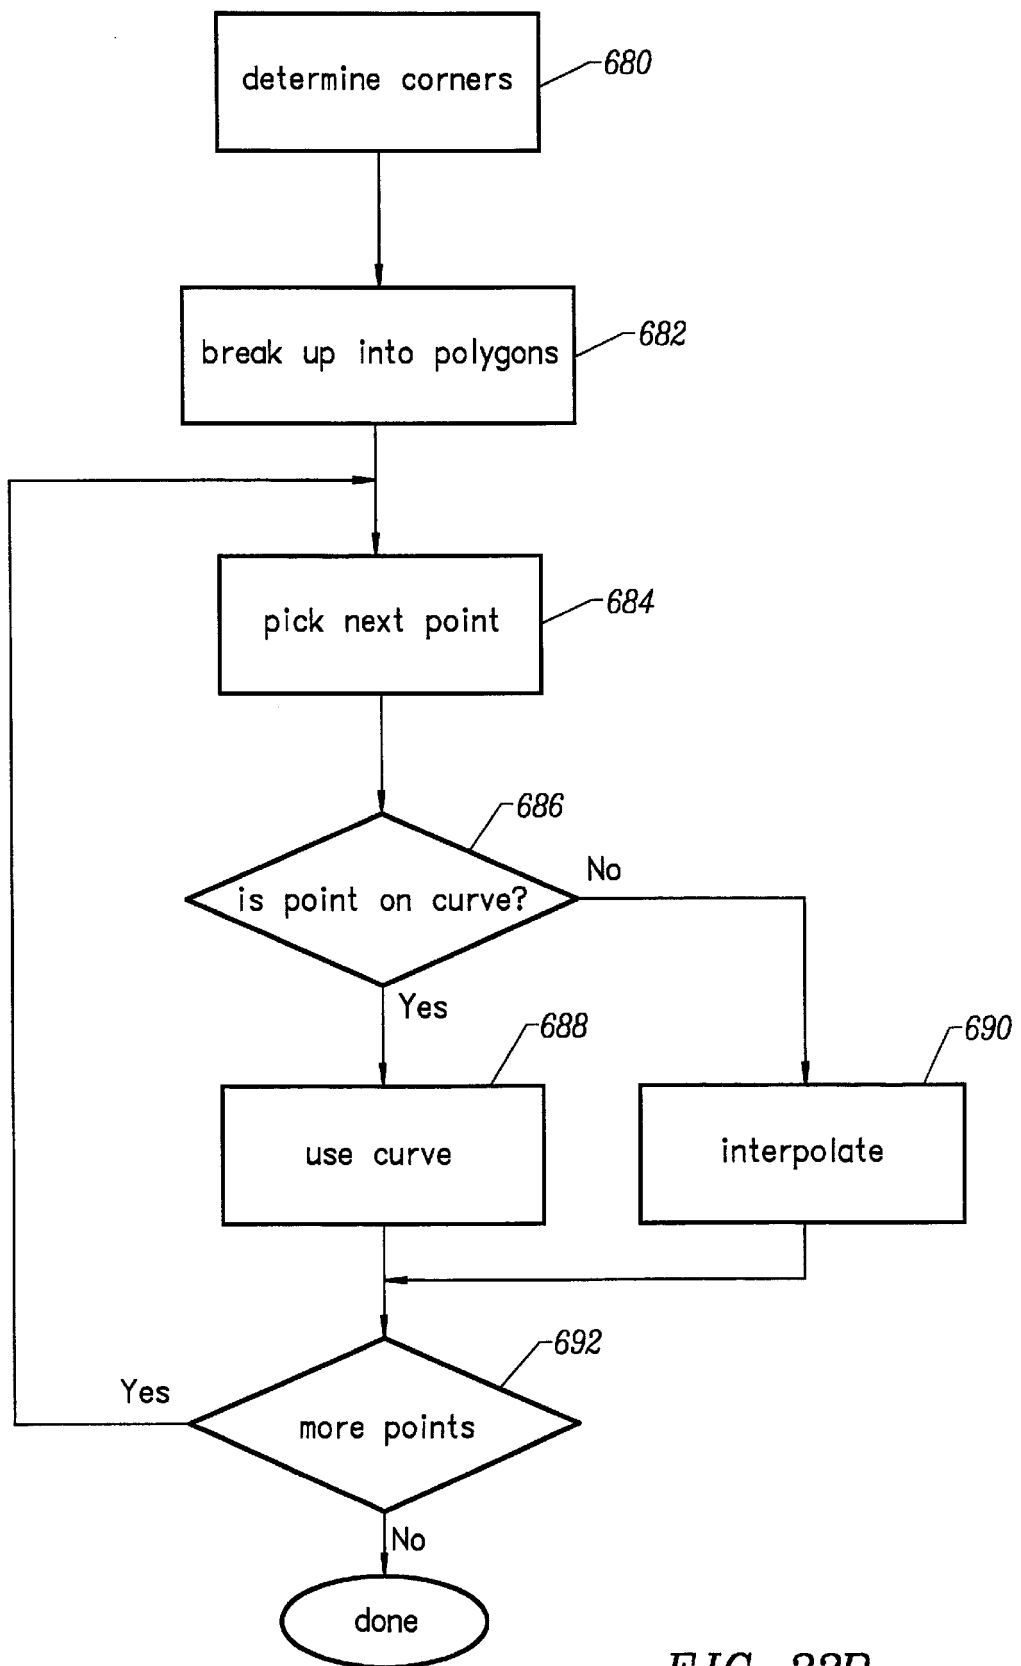 determine corners
680
break up into polygons
682
pick next point
684
686
is point on curve?
No
Yes
688
690
use curve
interpolate
692
Yes
more points
No
done